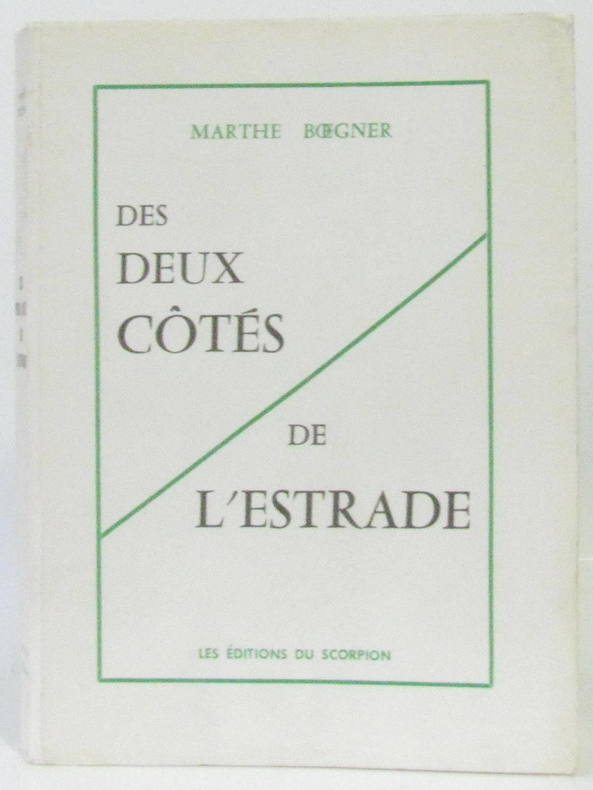 MARTHE BŒGNER
DES
DEUX
CÔTÉS
DE
L'ESTRADE
LES ÉDITIONS DU SCORPION